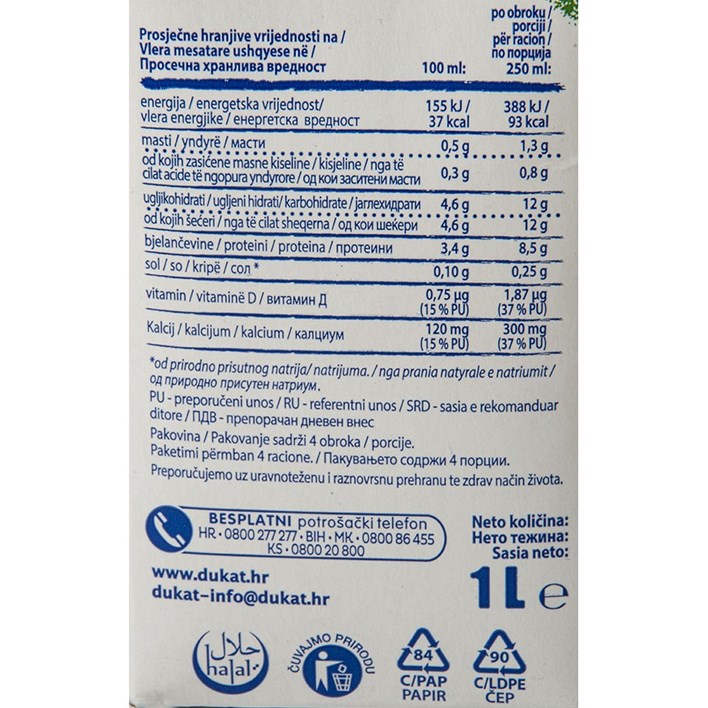 Prosječne hranjive vrijednosti na /
Vlera mesatare ushqyese në /
Просечна хранлива вредност 100 ml:
po obroku /
porciji /
për racion /
по порција
250 ml:
energija / energetska vrijednost/ 155 kJ / 388 kJ /
vlera energjike / енергетска вредност 37 kcal 93 kcal
masti / yndyrë / масти 0,5 g 1,3 g
od kojih zasićene masne kiseline / kisjeline / nga të
cilat acide të ngopura yndyrore / од кои заситени масти 0,3 g 0,8 g
ugljikohidrati / ugljeni hidrati/ karbohidrate / јаглехидрати 4,6 g 12 g
od kojih šećeri / nga të cilat sheqerna / од кои шеќери 4,6 g 12 g
bjelančevine / proteini / proteina / протеини 3,4 g 8,5 g
sol / so / kripë / сол * 0,10 g 0,25 g
vitamin / vitaminë D / витамин Д 0,75 µg 1,87 µg
(15 % PU) (37 % PU)
Kalcij / kalcijum / kalcium / калциум 120 mg 300 mg
(15 % PU) (37 % PU)
*od prirodno prisutnog natrija/ natrijuma. / nga prania natyrale e natriumit /
од природно присутен натриум.
PU - preporučeni unos / RU - referentni unos / SRD - sasia e rekomanduar
ditore / ПДВ - препорачан дневен внес
Pakovina / Pakovanje sadrži 4 obroka / porcije.
Paketimi përmban 4 racione. / Пакувањето содржи 4 порции.
Preporučujemo uz uravnoteženu i raznovrsnu prehranu te zdrav način života.
BESPLATNI potrošački telefon
HR • 0800 277 277 • BIH • MK • 0800 86 455
KS • 0800 20 800
www.dukat.hr
dukat-info@dukat.hr
Neto količina:
Нето тежина:
Sasia neto:
1L e
حلال
halal
ČUVAJMO PRIRODU
84
C/PAP
PAPIR
90
C/LDPE
ČEP